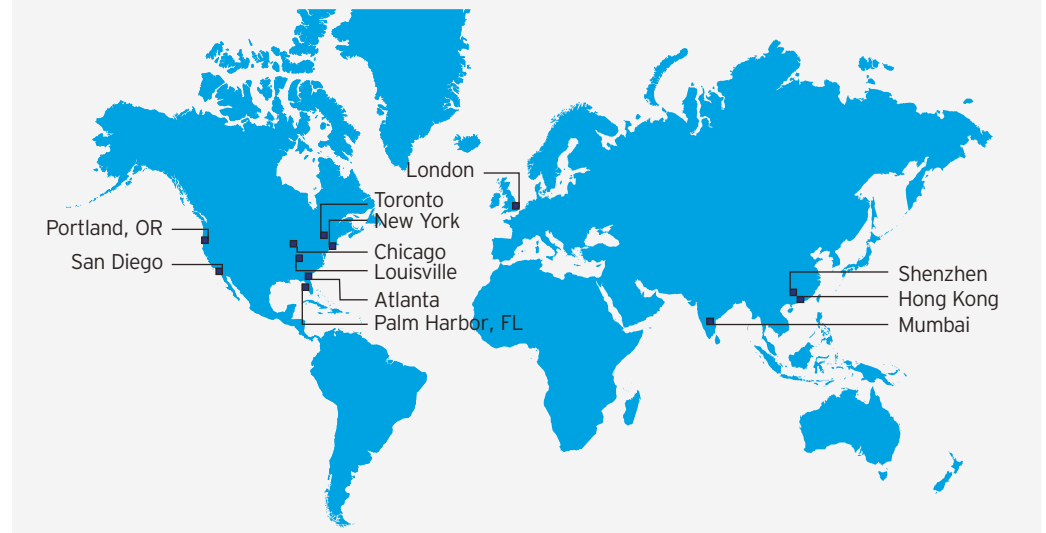 London
Toronto
New York
Portland, OR
Chicago
San Diego
Louisville
Shenzhen
Atlanta
Hong Kong
Palm Harbor, FL
Mumbai